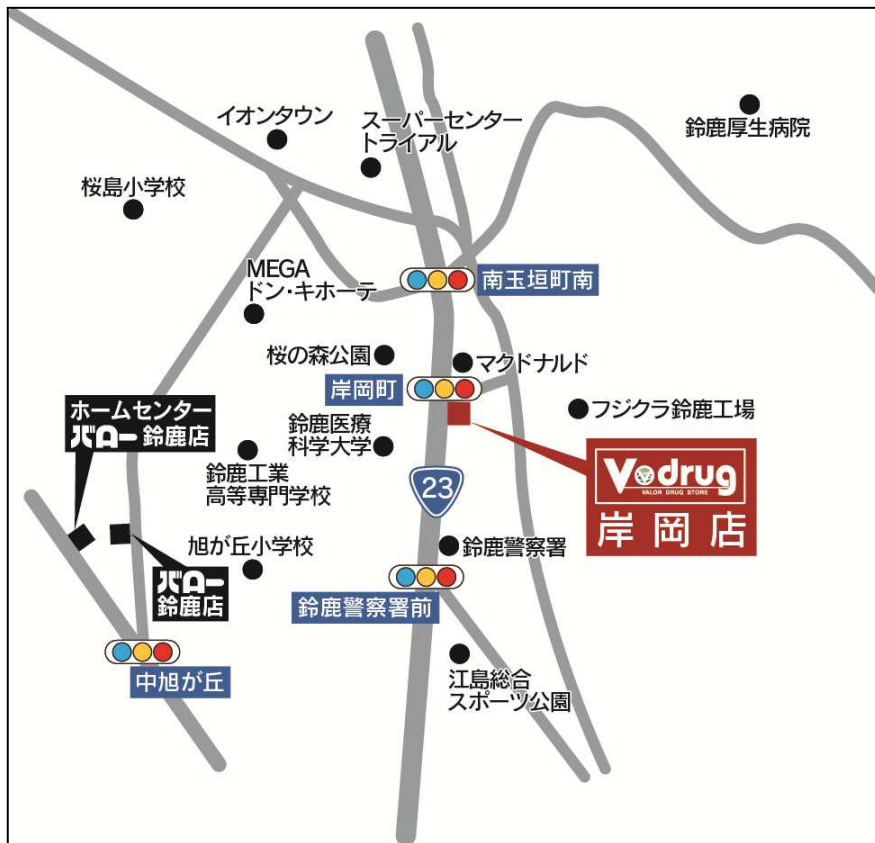 イオンタウン
スーパーセンター
トライアル
鈴鹿厚生病院
桜島小学校
MEGA
ドン・キホーテ
南玉垣町南
桜の森公園
マクドナルド
岸岡町
ホームセンター
バロー 鈴鹿店
鈴鹿医療
科学大学
フジクラ鈴鹿工場
鈴鹿工業
高等専門学校
23
V drug
VALOR DRUG STORE
岸岡店
旭が丘小学校
鈴鹿警察署
バロー
鈴鹿店
鈴鹿警察署前
中旭が丘
江島総合
スポーツ公園